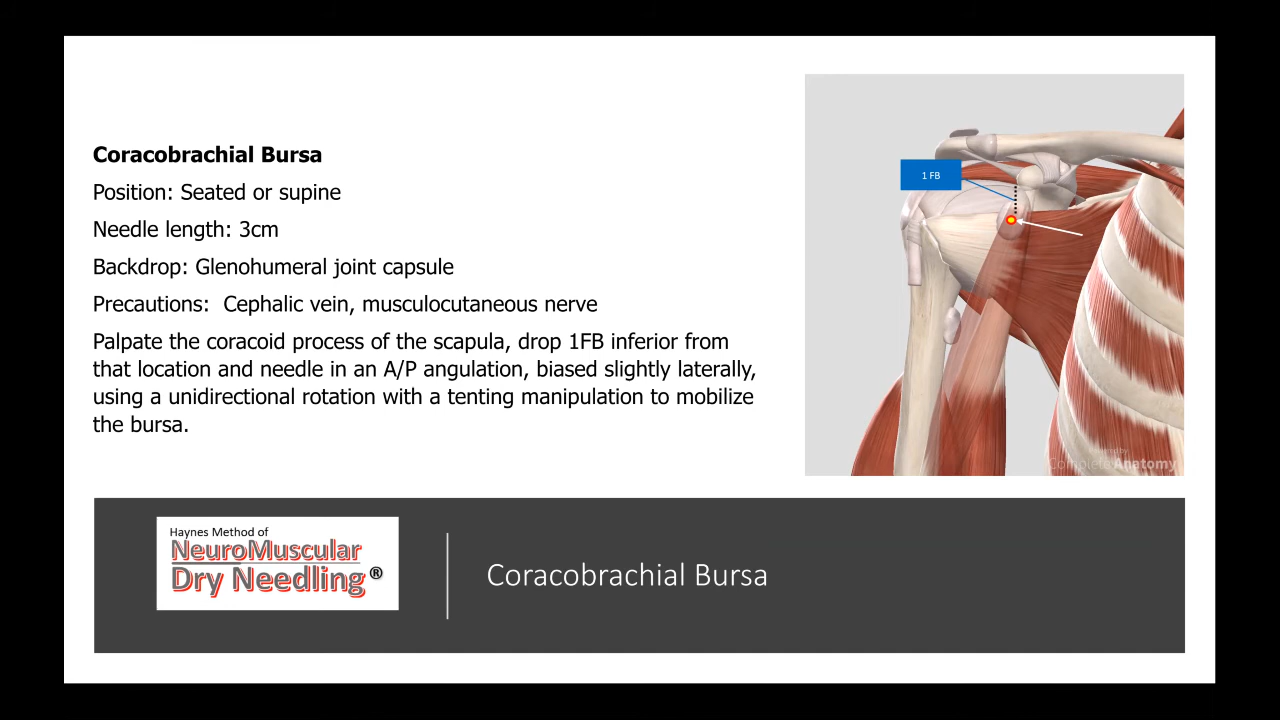 Coracobrachial Bursa
Position: Seated or supine
Needle length: 3cm
Backdrop: Glenohumeral joint capsule
Precautions:  Cephalic vein, musculocutaneous nerve
Palpate the coracoid process of the scapula, drop 1FB inferior from
that location and needle in an A/P angulation, biased slightly laterally,
using a unidirectional rotation with a tenting manipulation to mobilize
the bursa.
1 FB
Complete Anatomy
Haynes Method of
NeuroMuscular
Dry Needling®
Coracobrachial Bursa